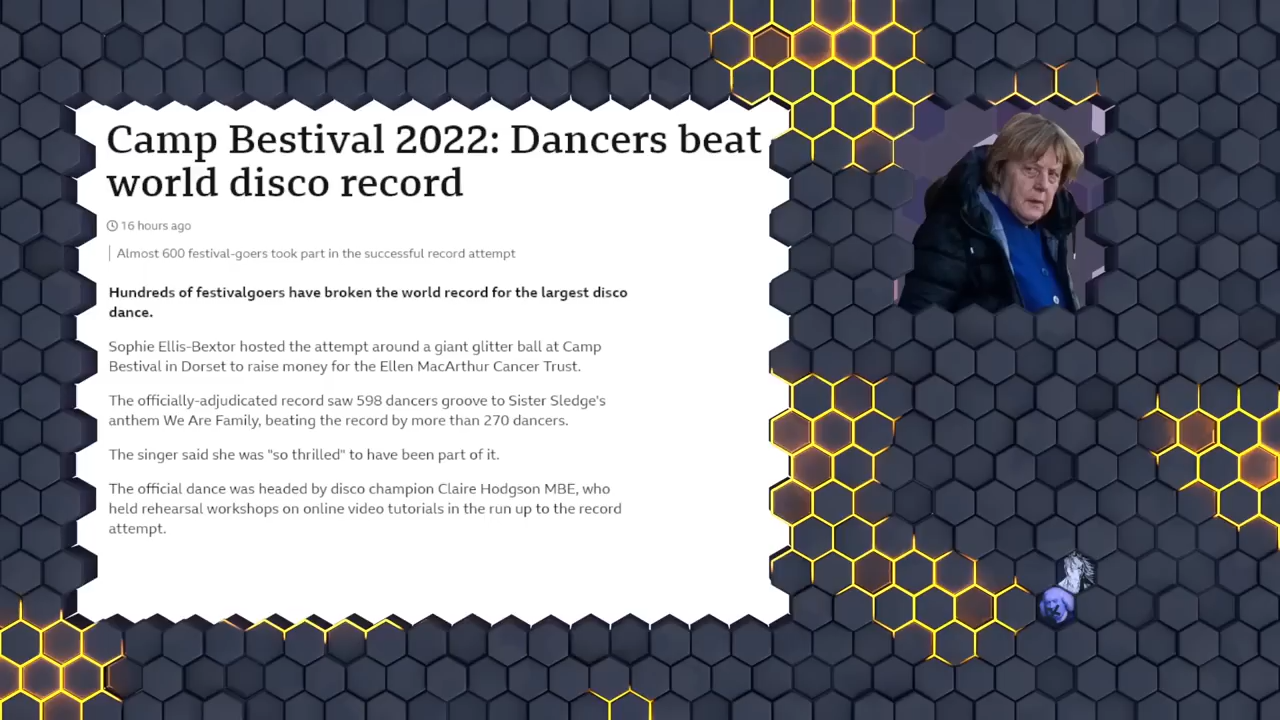 Camp Bestival 2022: Dancers beat
world disco record
16 hours ago
Almost 600 festival-goers took part in the successful record attempt
Hundreds of festivalgoers have broken the world record for the largest disco
dance.
Sophie Ellis-Bextor hosted the attempt around a giant glitter ball at Camp
Bestival in Dorset to raise money for the Ellen MacArthur Cancer Trust.
The officially-adjudicated record saw 598 dancers groove to Sister Sledge's
anthem We Are Family, beating the record by more than 270 dancers.
The singer said she was "so thrilled" to have been part of it.
The official dance was headed by disco champion Claire Hodgson MBE, who
held rehearsal workshops on online video tutorials in the run up to the record
attempt.